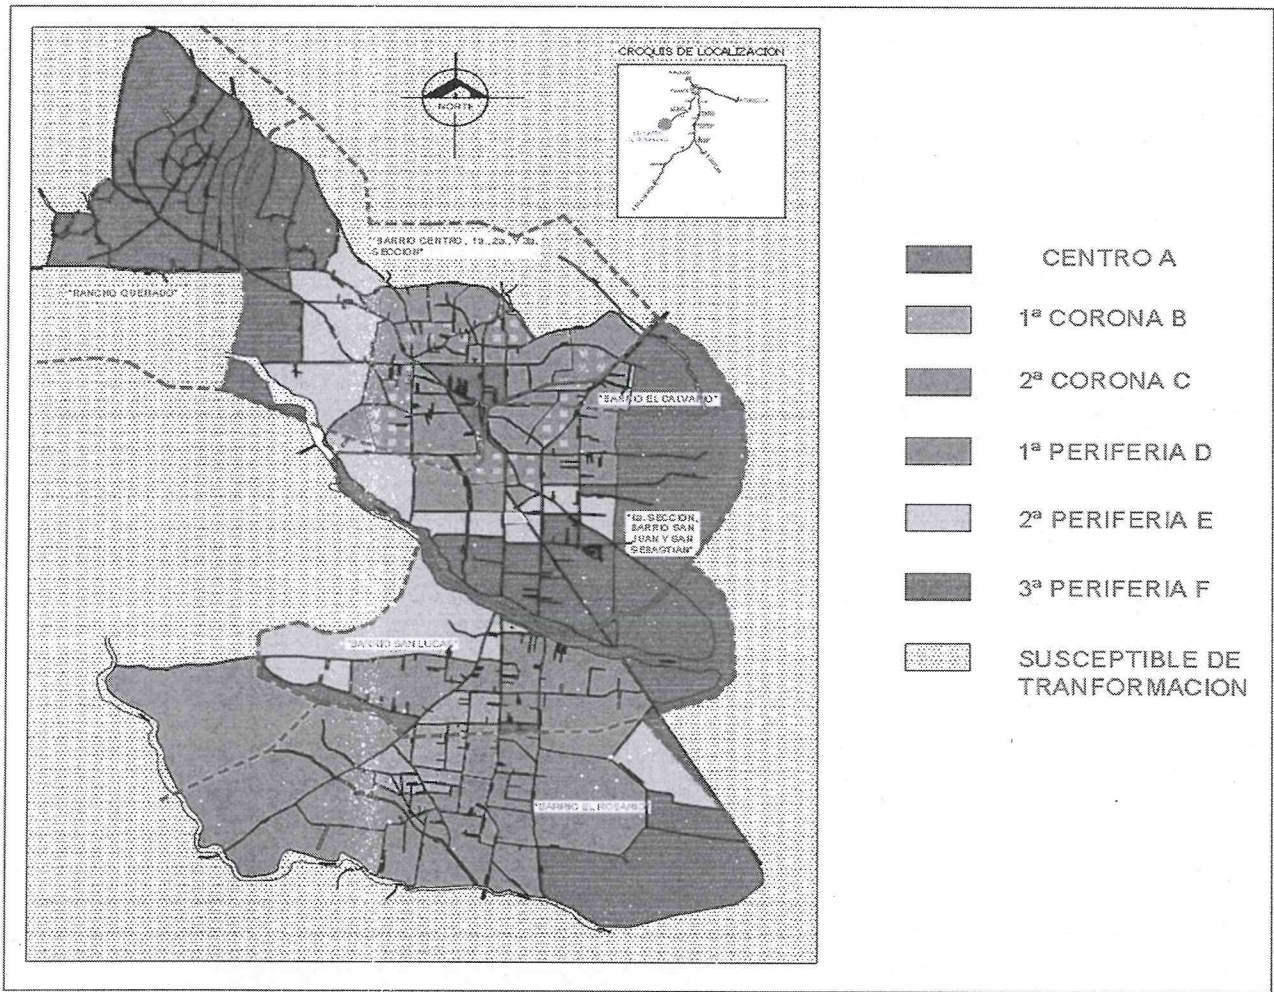 CROQUIS DE LOCALIZACION
NORTE
"BARRIO CENTRO, 1a., 2a., Y 3a.
SECCION"
"RANCHO QUEMADO"
"BARRIO EL CALVARIO"
"4a. SECCION,
BARRIO SAN
JUAN Y SAN
SEBASTIAN"
"BARRIO SAN LUCAS"
"BARRIO EL ROSARIO"
CENTRO A
1ª CORONA B
2ª CORONA C
1ª PERIFERIA D
2ª PERIFERIA E
3ª PERIFERIA F
SUSCEPTIBLE DE
TRANFORMACION